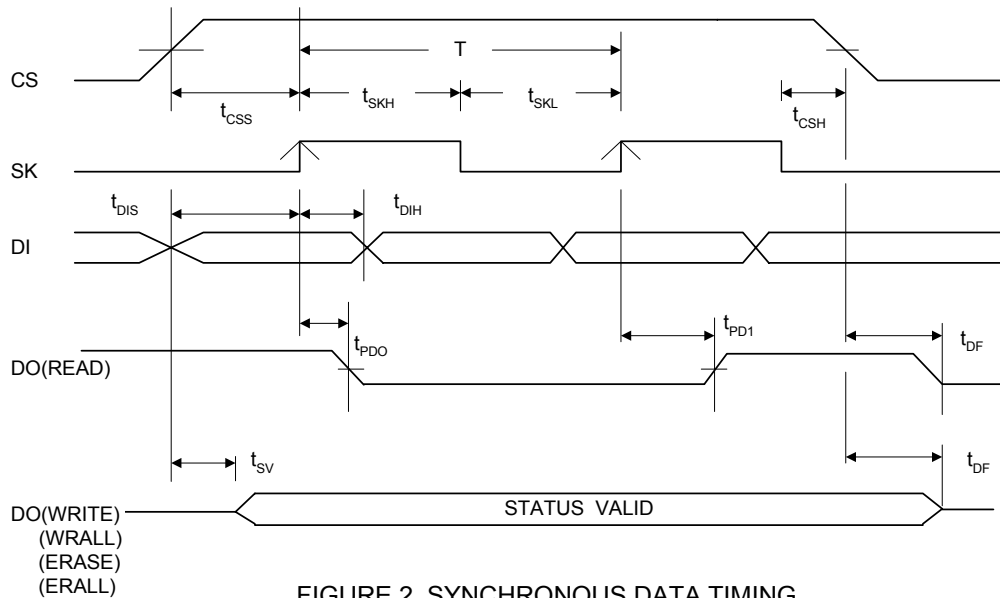 T
CS
tSKH
tSKL
tCSS
tCSH
SK
tDIS
tDIH
DI
tPD1
tPDO
tDF
DO(READ)
tSV
tDF
DO(WRITE)
STATUS VALID
(WRALL)
(ERASE)
(ERALL)
FIGURE 2. SYNCHRONOUS DATA TIMING